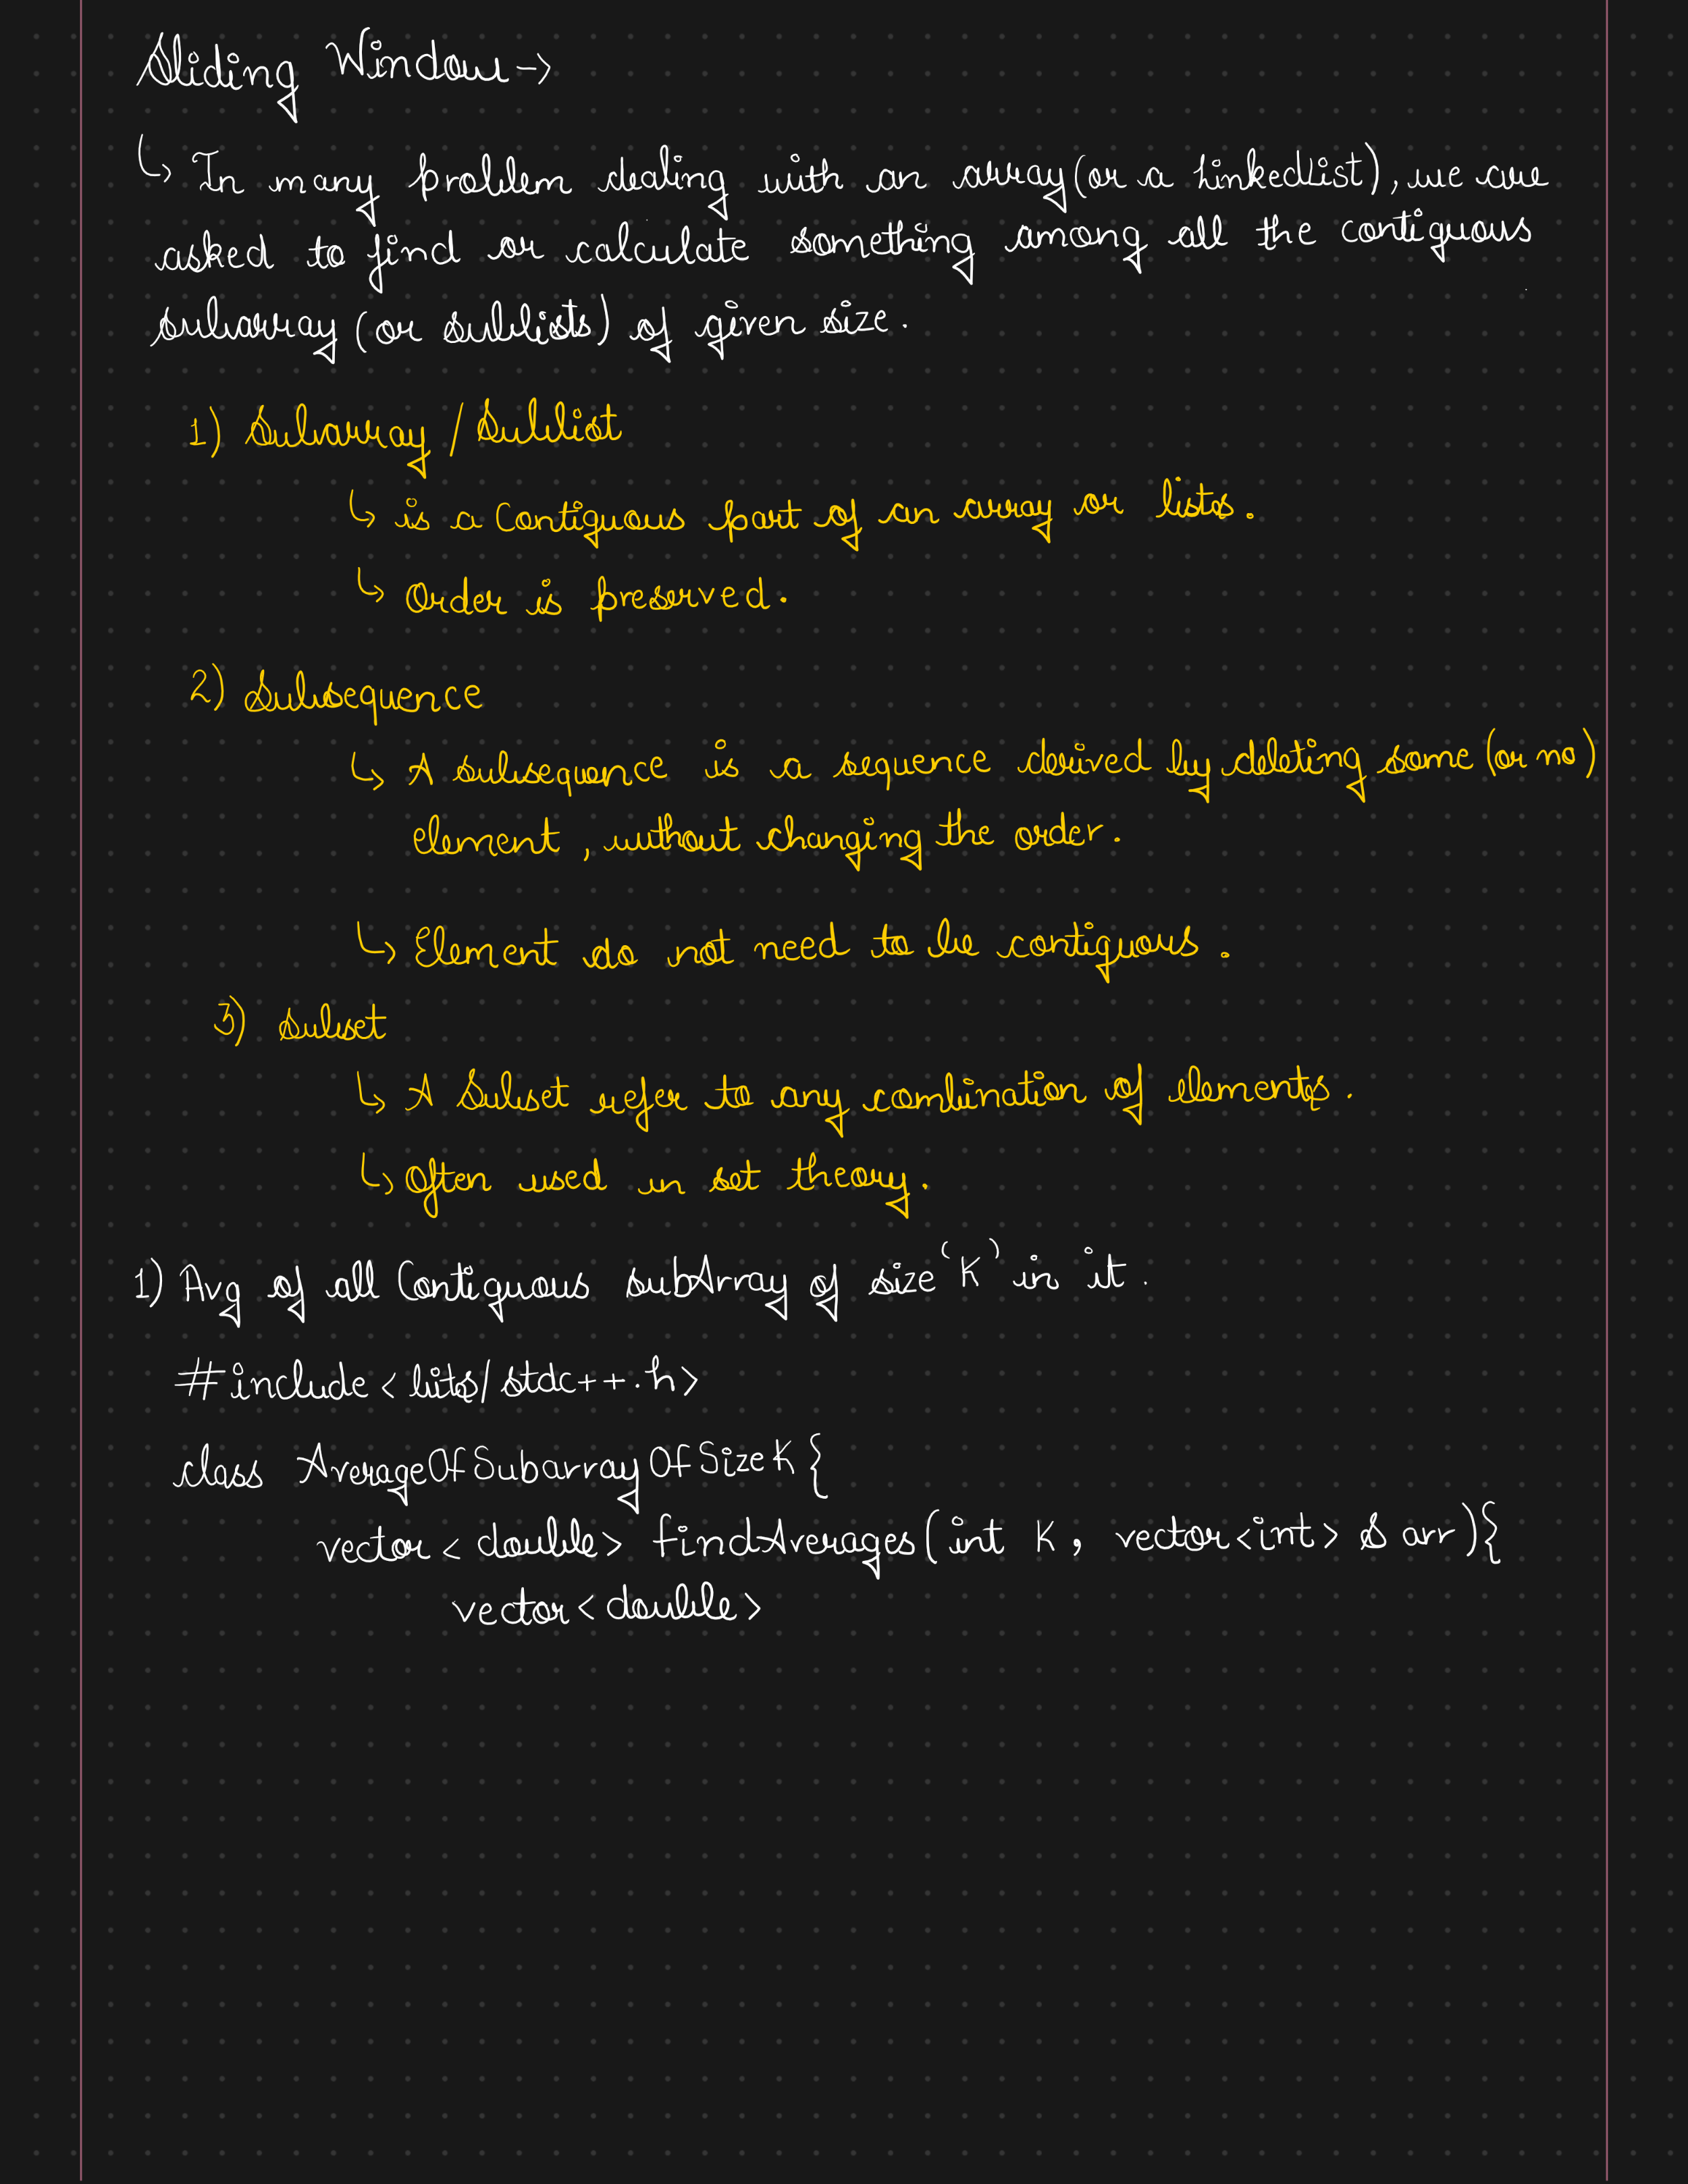 Sliding Window →
↳ In many problem dealing with an array (or a LinkedList), we are
asked to find or calculate something among all the contiguous
subarray (or sublists) of given size.
1) Subarray / Sublist
↳ is a Contiguous part of an array or lists.
↳ Order is preserved.
2) Subsequence
↳ A subsequence is a sequence derived by deleting some (or no)
element, without changing the order.
↳ Element do not need to be contiguous.
3) Subset
↳ A Subset refer to any combination of elements.
↳ Often used in set theory.
1) Avg of all Contiguous subArray of size 'K' in it.
#include <bits/stdc++.h>
class AverageOfSubarrayOfSizeK {
vector<double> findAverages(int K, vector<int> & arr){
vector<double>